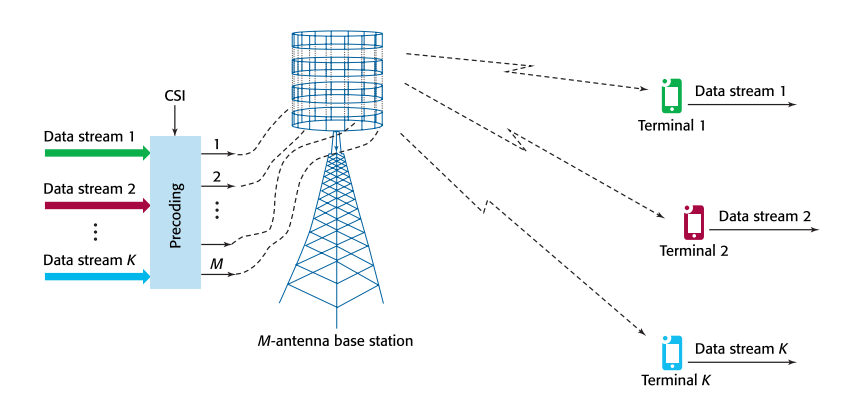 CSI
Data stream 1
Data stream 2
Data stream K
Precoding
1
2
M
M-antenna base station
Data stream 1
Terminal 1
Data stream 2
Terminal 2
Data stream K
Terminal K